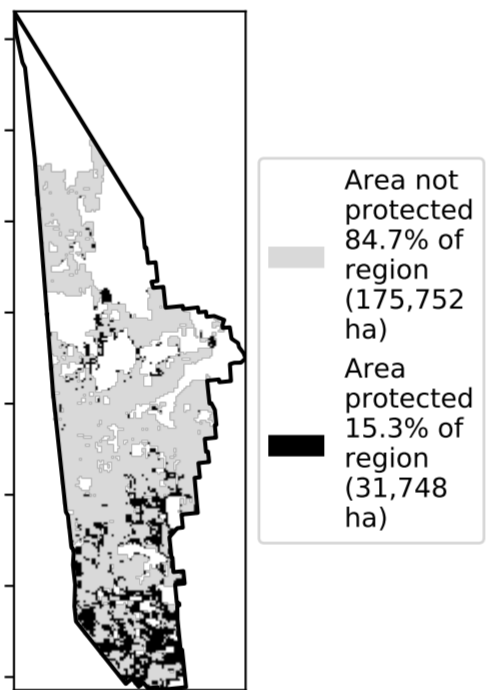 Area not
protected
84.7% of
region
(175,752
ha)
Area
protected
15.3% of
region
(31,748
ha)